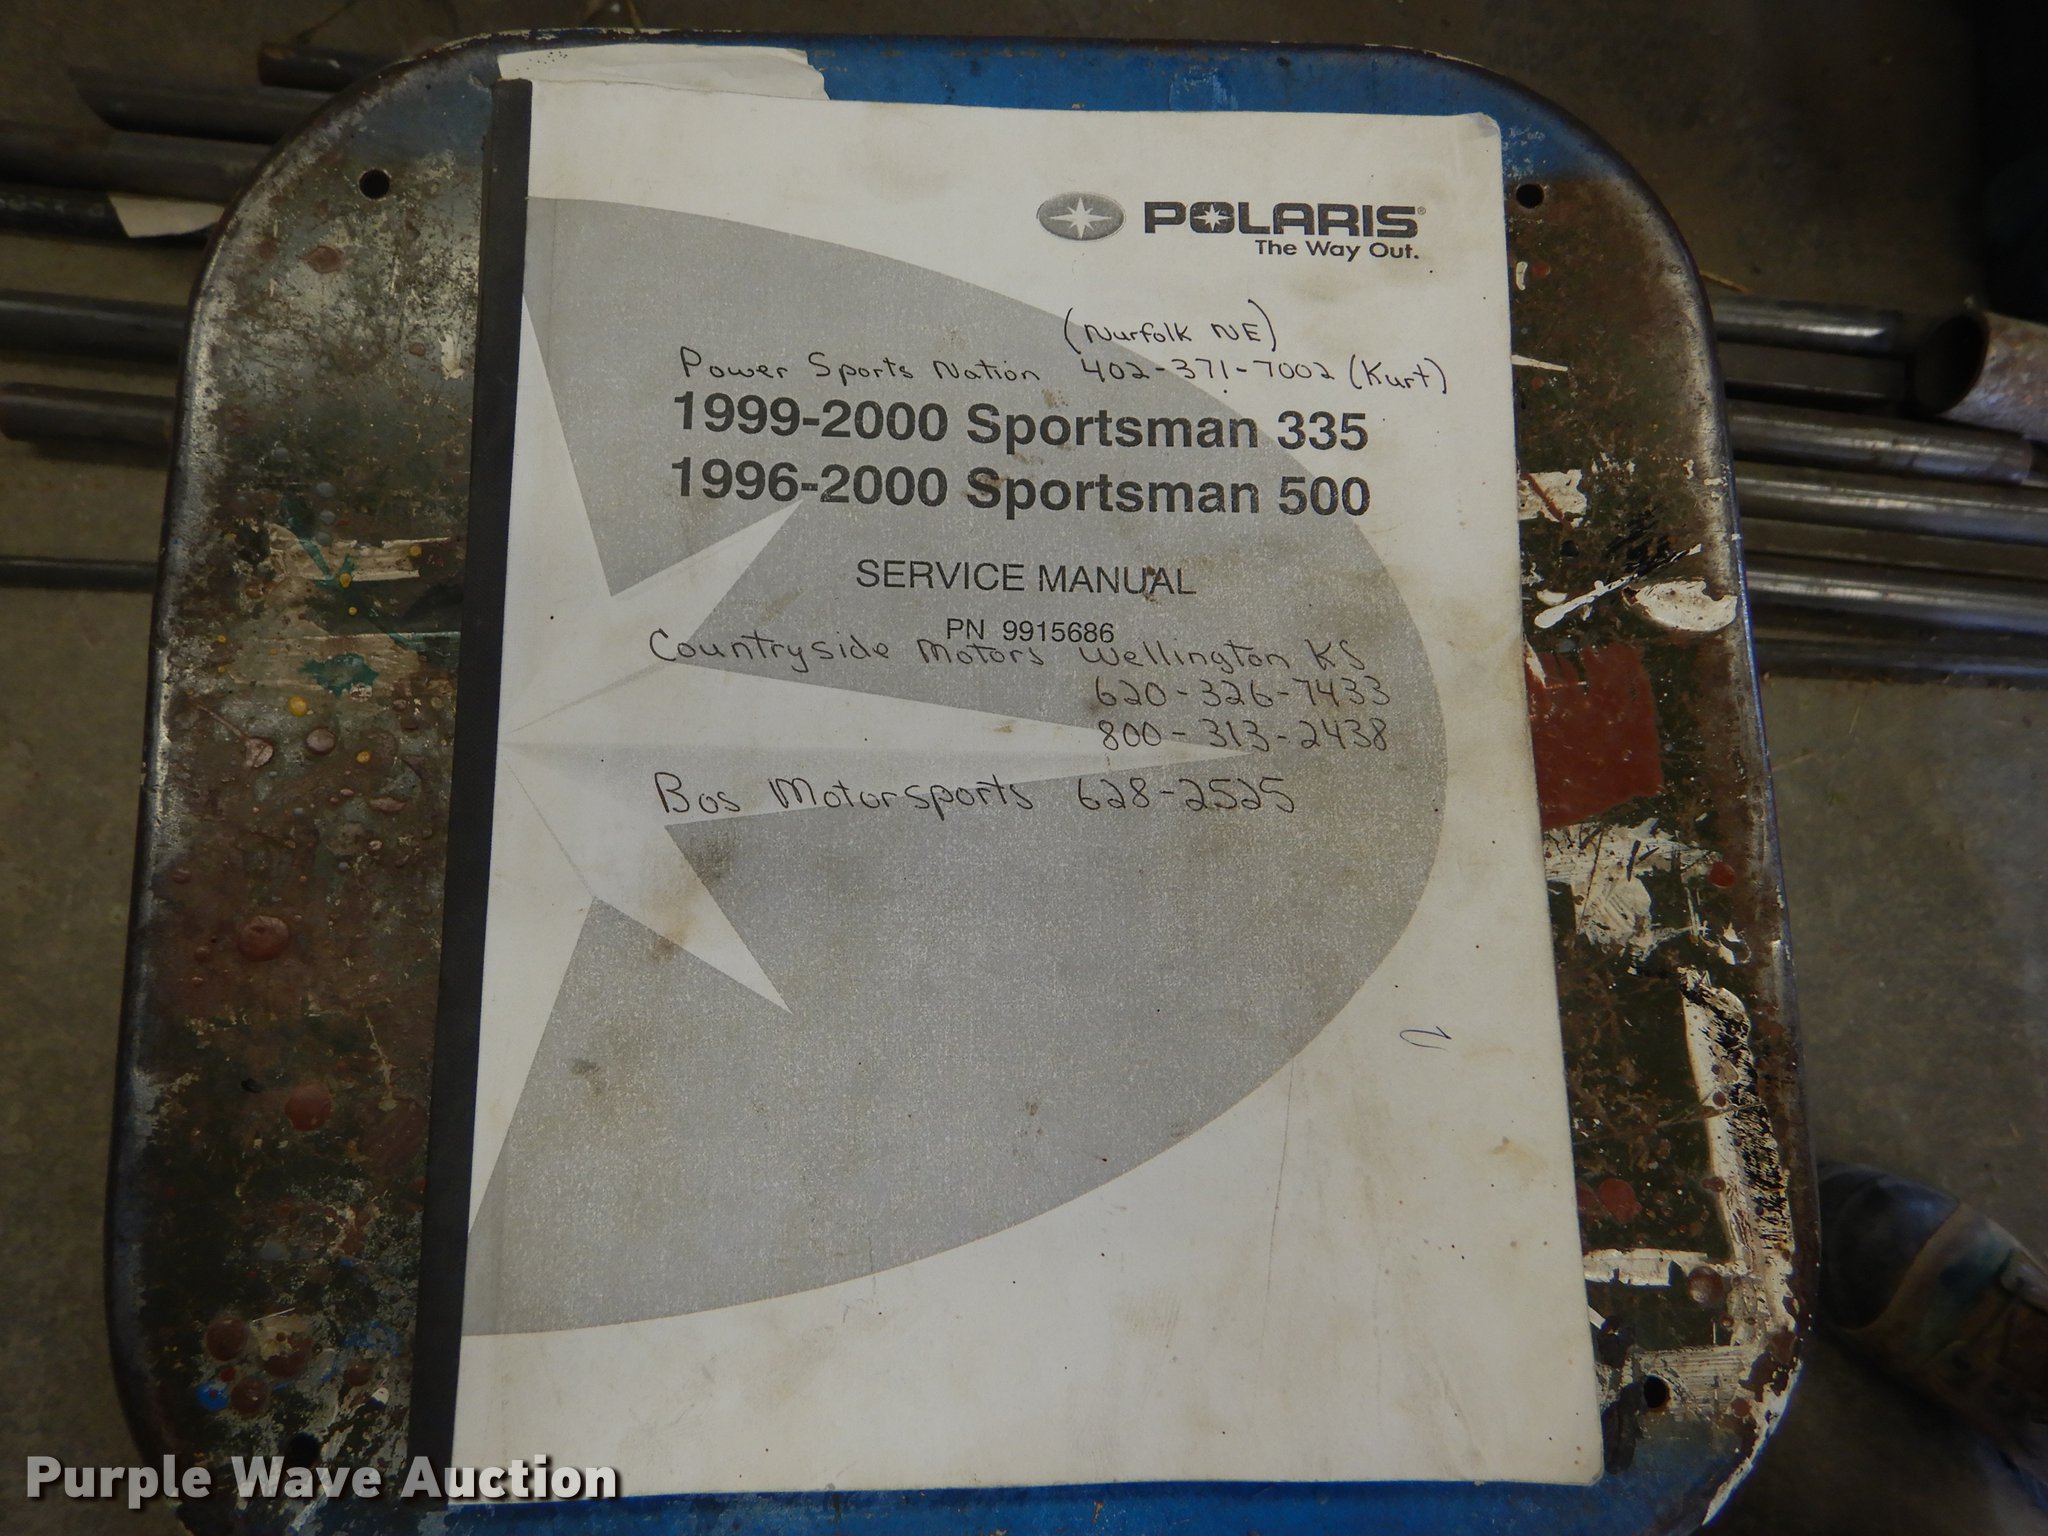 POLARIS®
The Way Out.
(Nurfolk NE)
Power Sports Nation 402-371-7002 (Kurt)
1999-2000 Sportsman 335
1996-2000 Sportsman 500
SERVICE MANUAL
PN 9915686
Countryside Motors Wellington KS
620-326-7433
800-313-2438
Bos Motorsports 628-2525
Purple Wave Auction